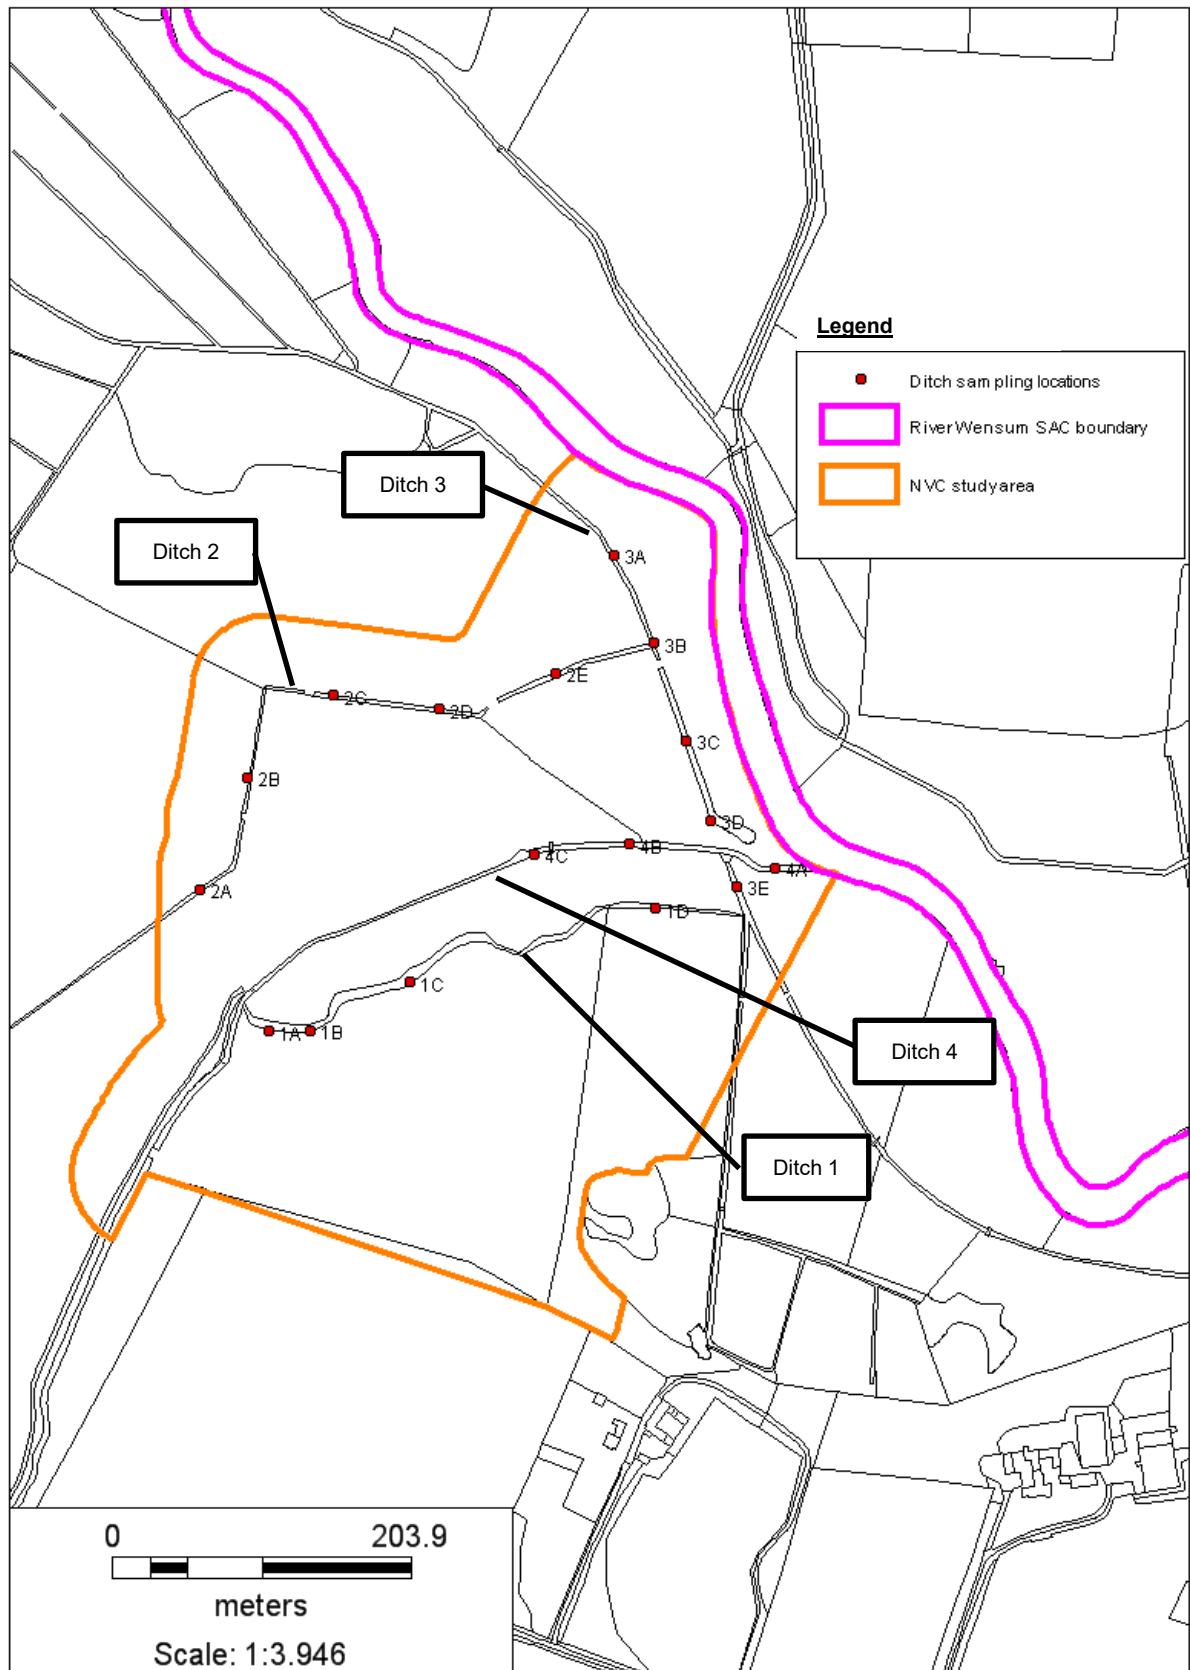 Legend
Ditch sampling locations
River Wensum SAC boundary
NVC study area
Ditch 3
Ditch 2
3A
3B
2E
2C
2D
3C
2B
3D
4B
4C
4A
3E
2A
1D
1C
1A
1B
Ditch 4
Ditch 1
0 203.9
meters
Scale: 1:3.946